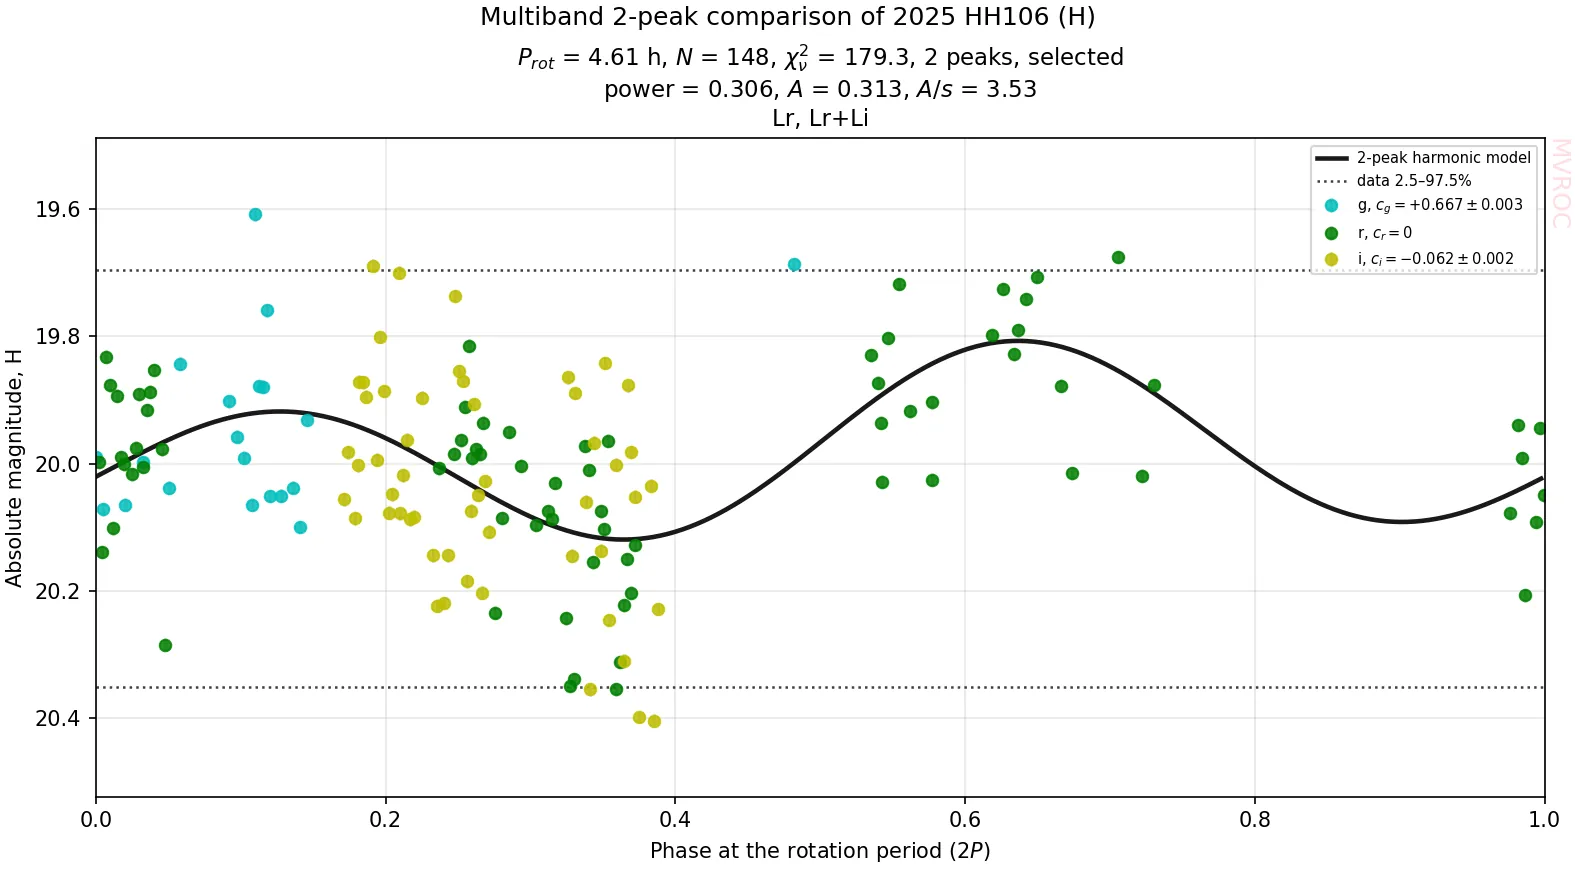 Multiband 2-peak comparison of 2025 HH106 (H)
P_rot = 4.61 h, N = 148, χ²_ν = 179.3, 2 peaks, selected
power = 0.306, A = 0.313, A/s = 3.53
Lr, Lr+Li
2-peak harmonic model
data 2.5–97.5%
g, c_g = +0.667 ± 0.003
r, c_r = 0
i, c_i = −0.062 ± 0.002
MVROC
Absolute magnitude, H
19.6
19.8
20.0
20.2
20.4
0.0 0.2 0.4 0.6 0.8 1.0
Phase at the rotation period (2P)